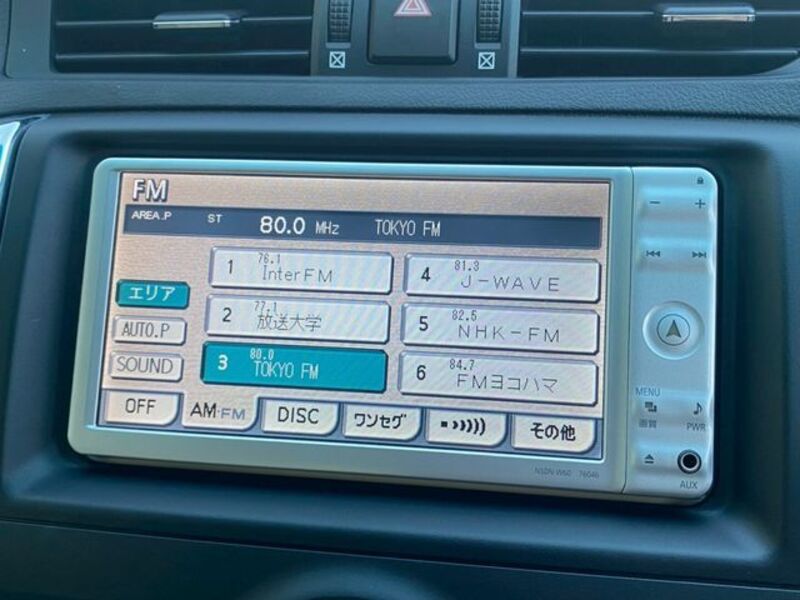 FM
AREA.P ST 80.0 MHz TOKYO FM
76.1
1 InterFM
81.3
4 J-WAVE
エリア
77.1
2 放送大学
82.5
5 NHK-FM
AUTO.P
80.0
3 TOKYO FM
84.7
6 FMヨコハマ
SOUND
OFF
AM·FM
DISC
ワンセグ
その他
MENU
画質
PWR
AUX
NSDN-W60 76046